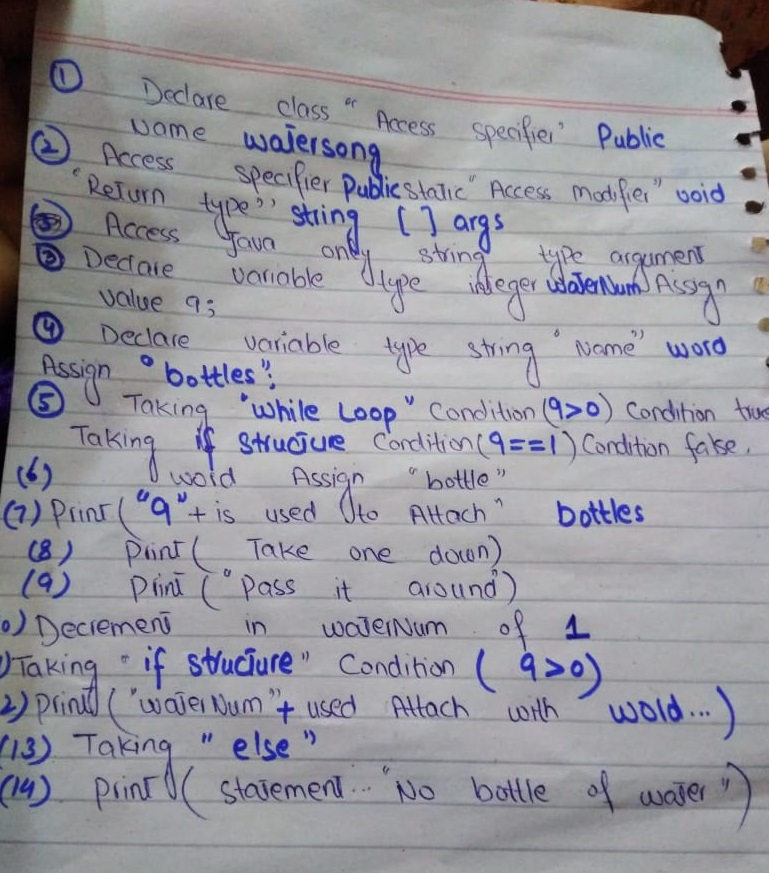 ① Declare class " Access specifier" Public
Name watersong
② Access specifier Public static "Access modifier" void
"Return type" string [ ] args
Access Java only string type argument
③ Declare variable type integer waterNum Assign
value 9;
④ Declare variable type string "Name" word
Assign "bottles";
⑤ Taking "while Loop" Condition (9>0) Condition true
Taking if structure Condition (9==1) Condition false.
(6) word Assign "bottle"
(7) Print ("9"+ is used to Attach" bottles
(8) Print ( Take one down)
(9) Print ("Pass it around")
0) Decrement in waterNum of 1
) Taking "if structure" Condition ( 9>0)
2) Print ("waterNum"+ used Attach with word...)
(13) Taking "else"
(14) Print ( statement... "No bottle of water")